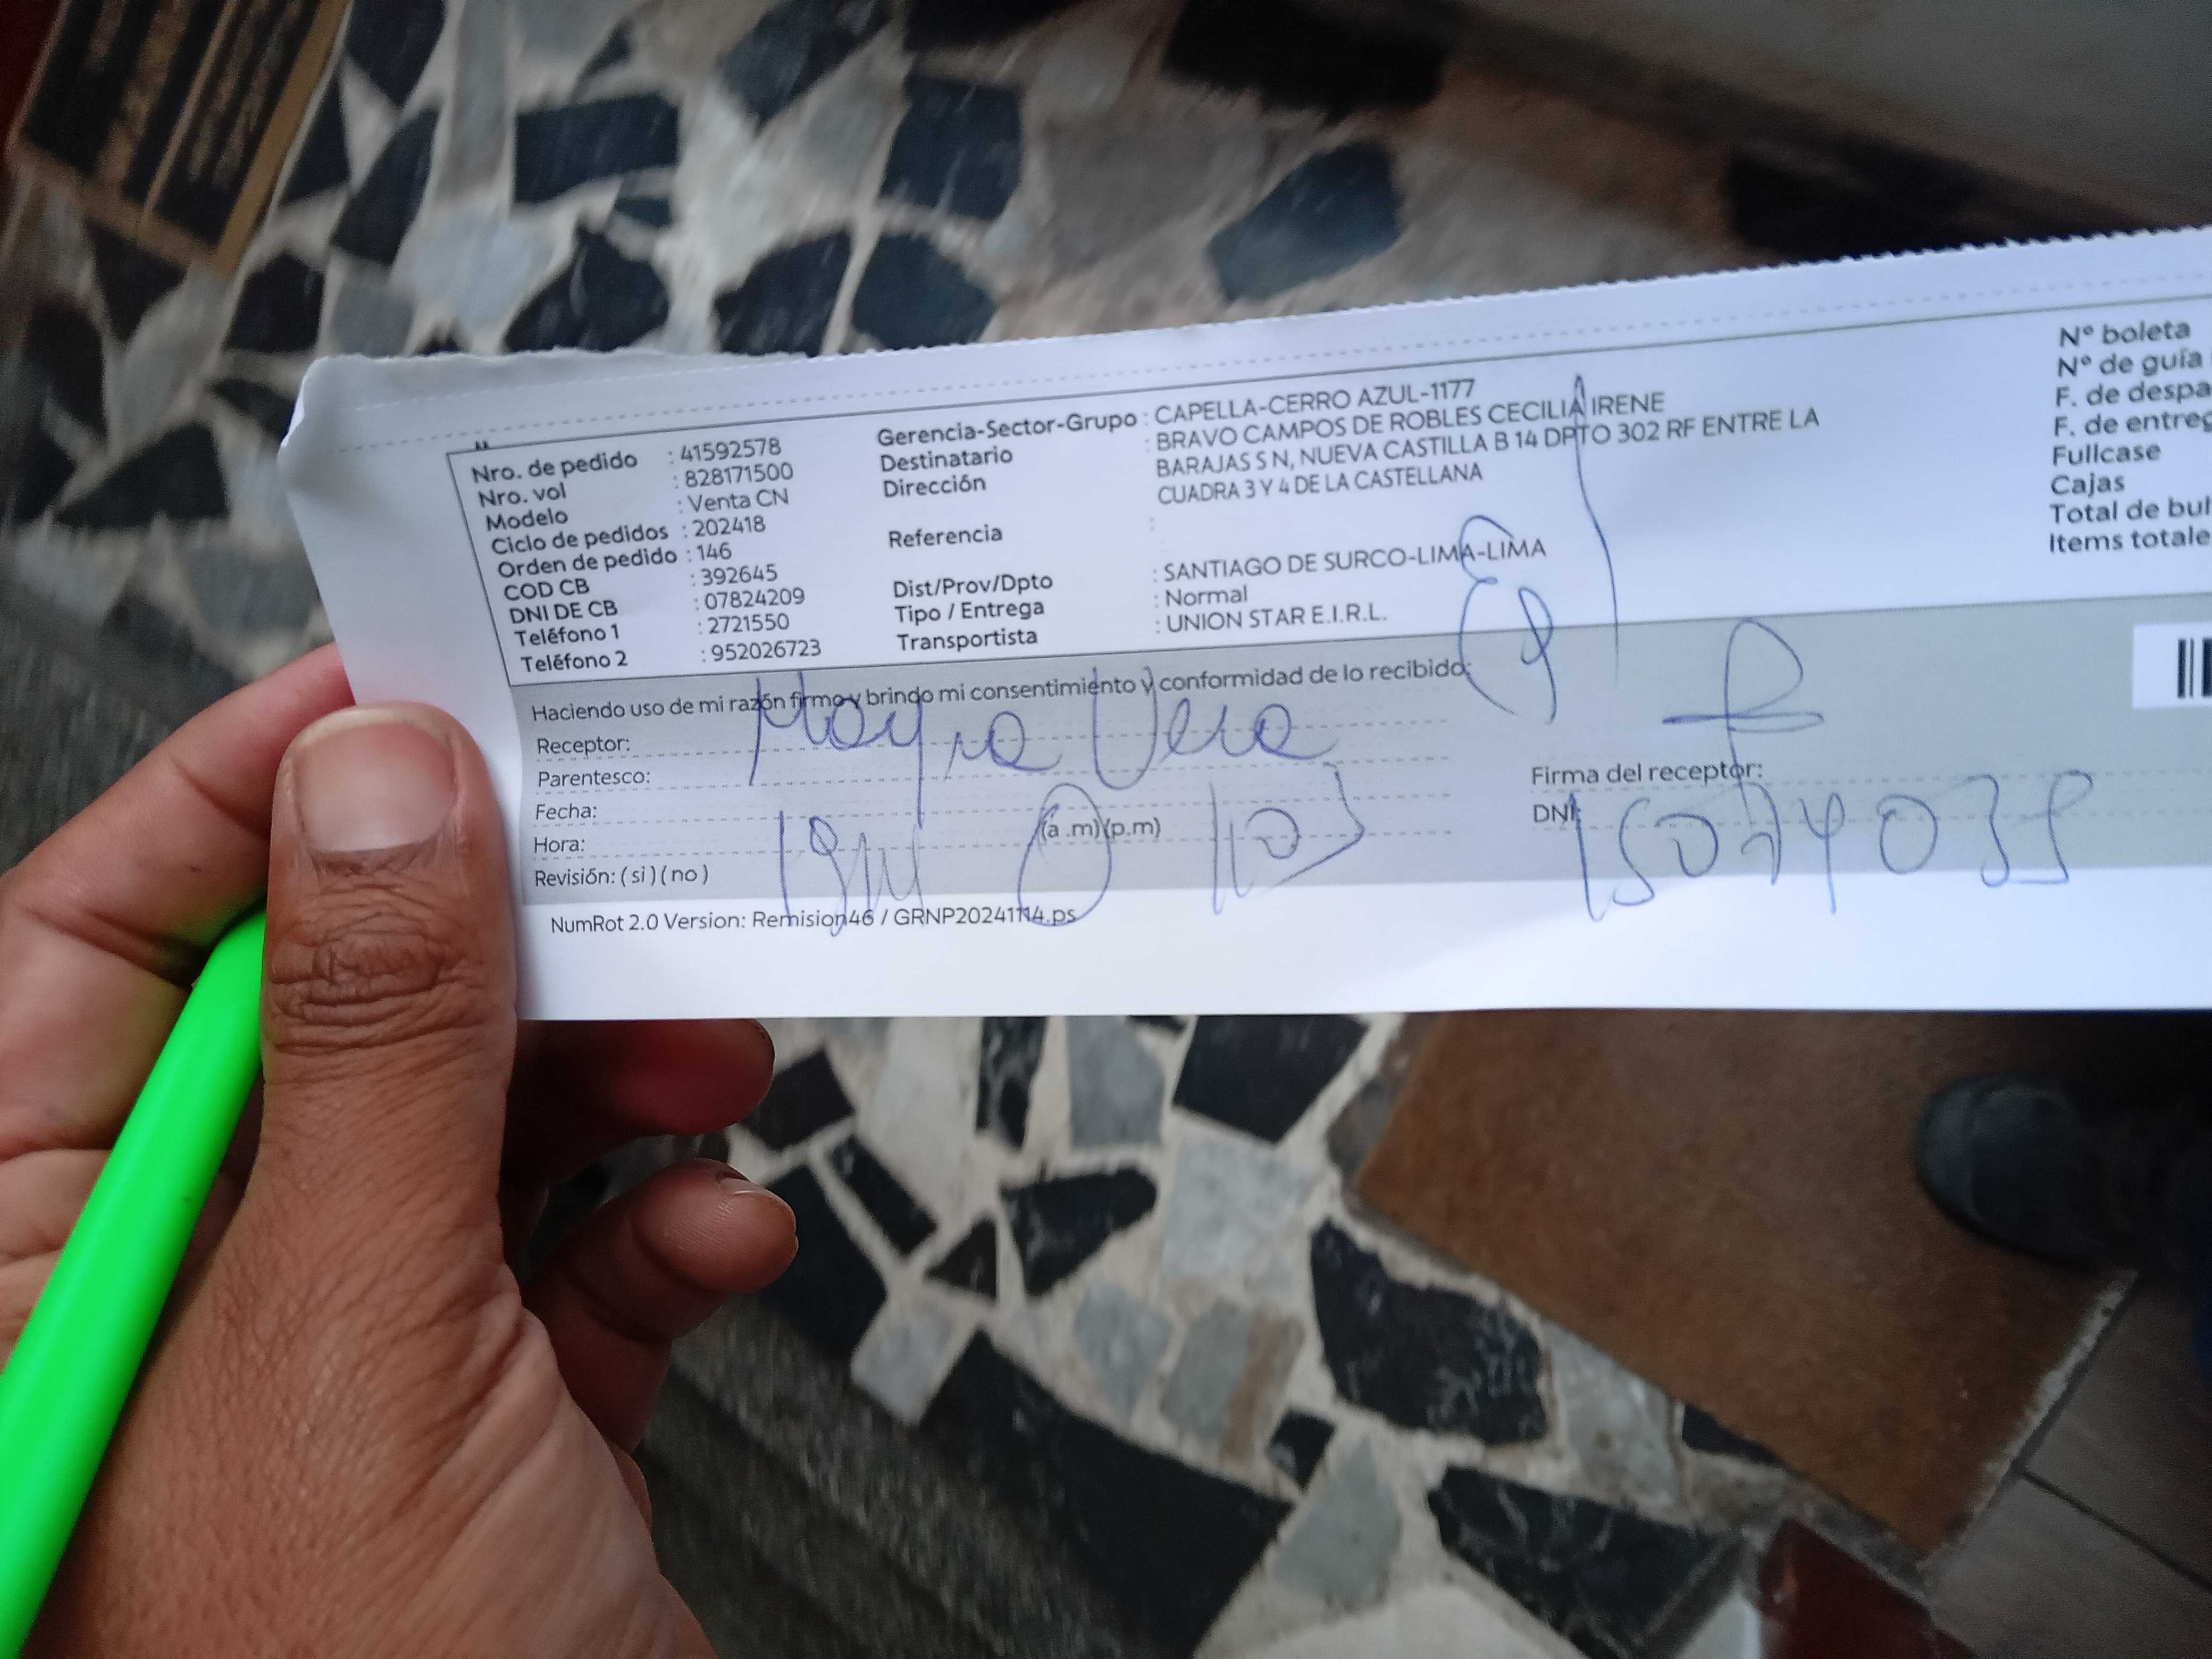 Nro. de pedido : 41592578
Nro. vol : 828171500
Modelo : Venta CN
Ciclo de pedidos : 202418
Orden de pedido : 146
COD CB : 392645
DNI DE CB : 07824209
Teléfono 1 : 2721550
Teléfono 2 : 952026723
Gerencia-Sector-Grupo : CAPELLA-CERRO AZUL-1177
Destinatario : BRAVO CAMPOS DE ROBLES CECILIA IRENE
Dirección : BARAJAS S N, NUEVA CASTILLA B 14 DPTO 302 RF ENTRE LA
CUADRA 3 Y 4 DE LA CASTELLANA
Referencia :
Dist/Prov/Dpto : SANTIAGO DE SURCO-LIMA-LIMA
Tipo / Entrega : Normal
Transportista : UNION STAR E.I.R.L.
Nº boleta
Nº de guía
F. de despa
F. de entreg
Fullcase
Cajas
Total de bul
Items totale
Haciendo uso de mi razón firmo y brindo mi consentimiento y conformidad de lo recibido:
Receptor: Mayra Vera
Parentesco:
Fecha:
Hora: (a .m)(p.m)
Revisión: ( si ) ( no )
Firma del receptor:
DNI:
NumRot 2.0 Version: Remision46 / GRNP20241114.ps